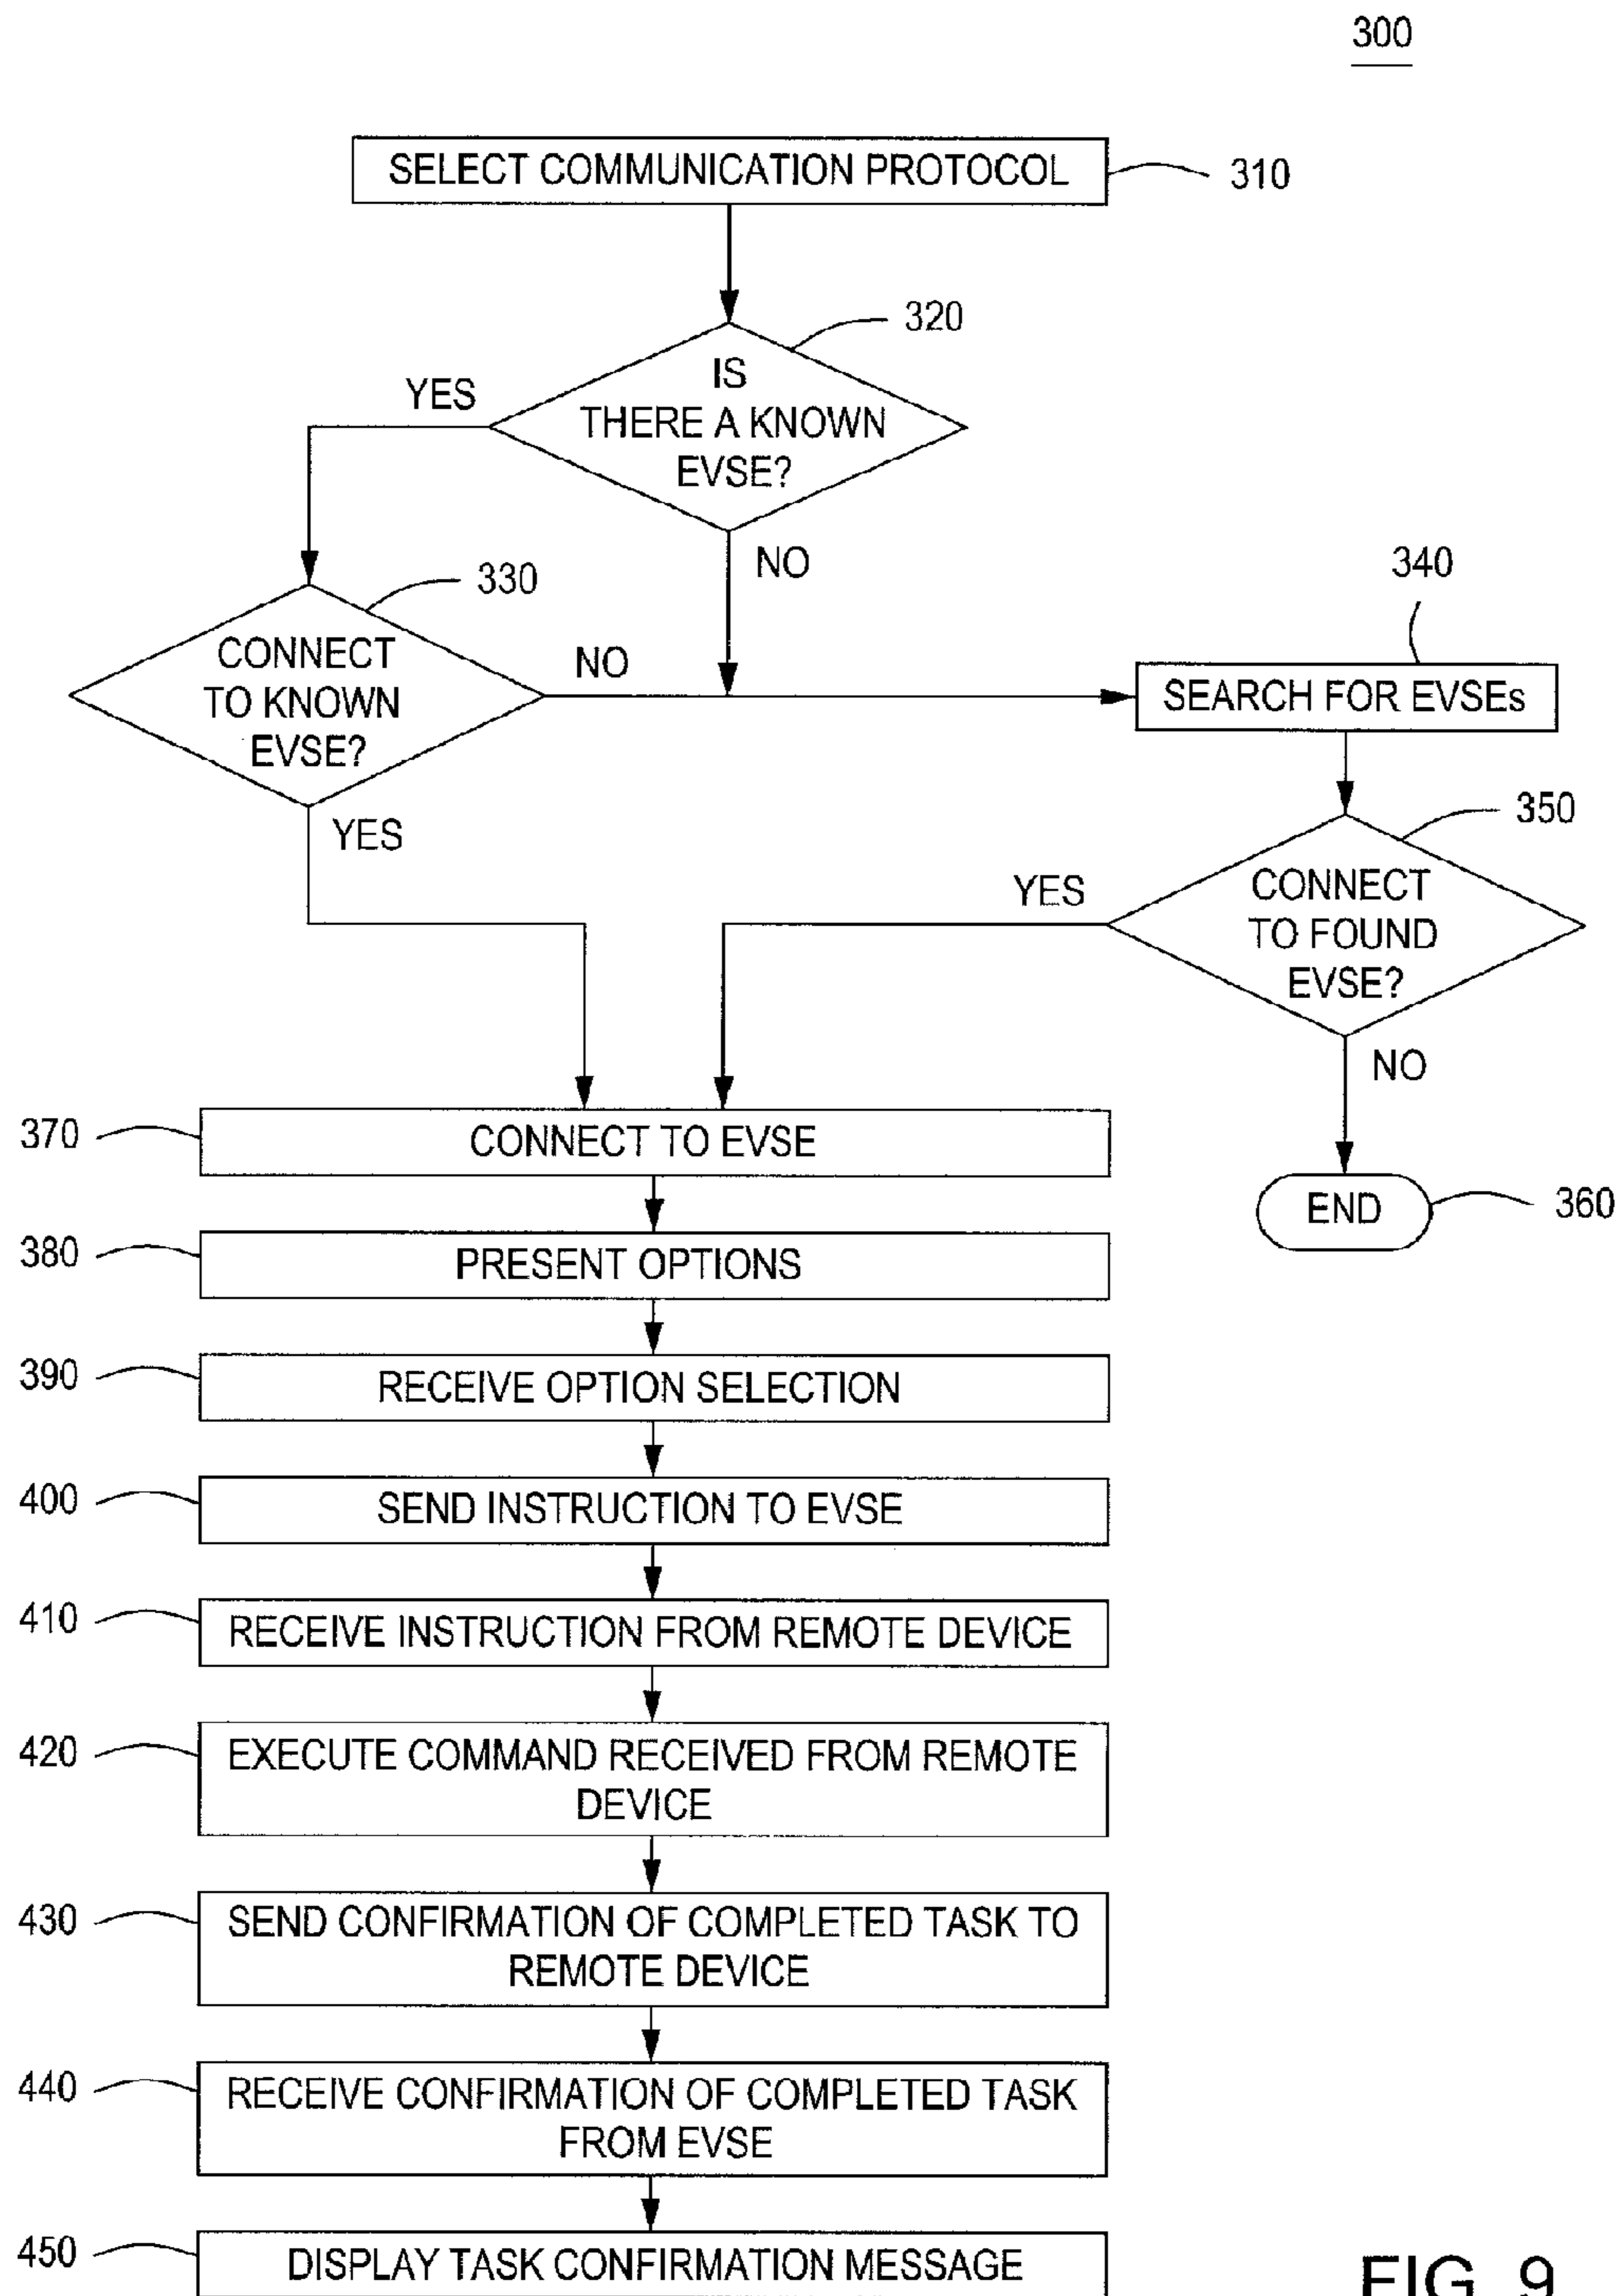 300
SELECT COMMUNICATION PROTOCOL
310
320
IS
THERE A KNOWN
EVSE?
YES
NO
330
340
CONNECT
TO KNOWN
EVSE?
NO
YES
SEARCH FOR EVSEs
350
CONNECT
TO FOUND
EVSE?
YES
NO
370
CONNECT TO EVSE
END
360
380
PRESENT OPTIONS
390
RECEIVE OPTION SELECTION
400
SEND INSTRUCTION TO EVSE
410
RECEIVE INSTRUCTION FROM REMOTE DEVICE
420
EXECUTE COMMAND RECEIVED FROM REMOTE
DEVICE
430
SEND CONFIRMATION OF COMPLETED TASK TO
REMOTE DEVICE
440
RECEIVE CONFIRMATION OF COMPLETED TASK
FROM EVSE
450
DISPLAY TASK CONFIRMATION MESSAGE
FIG. 9